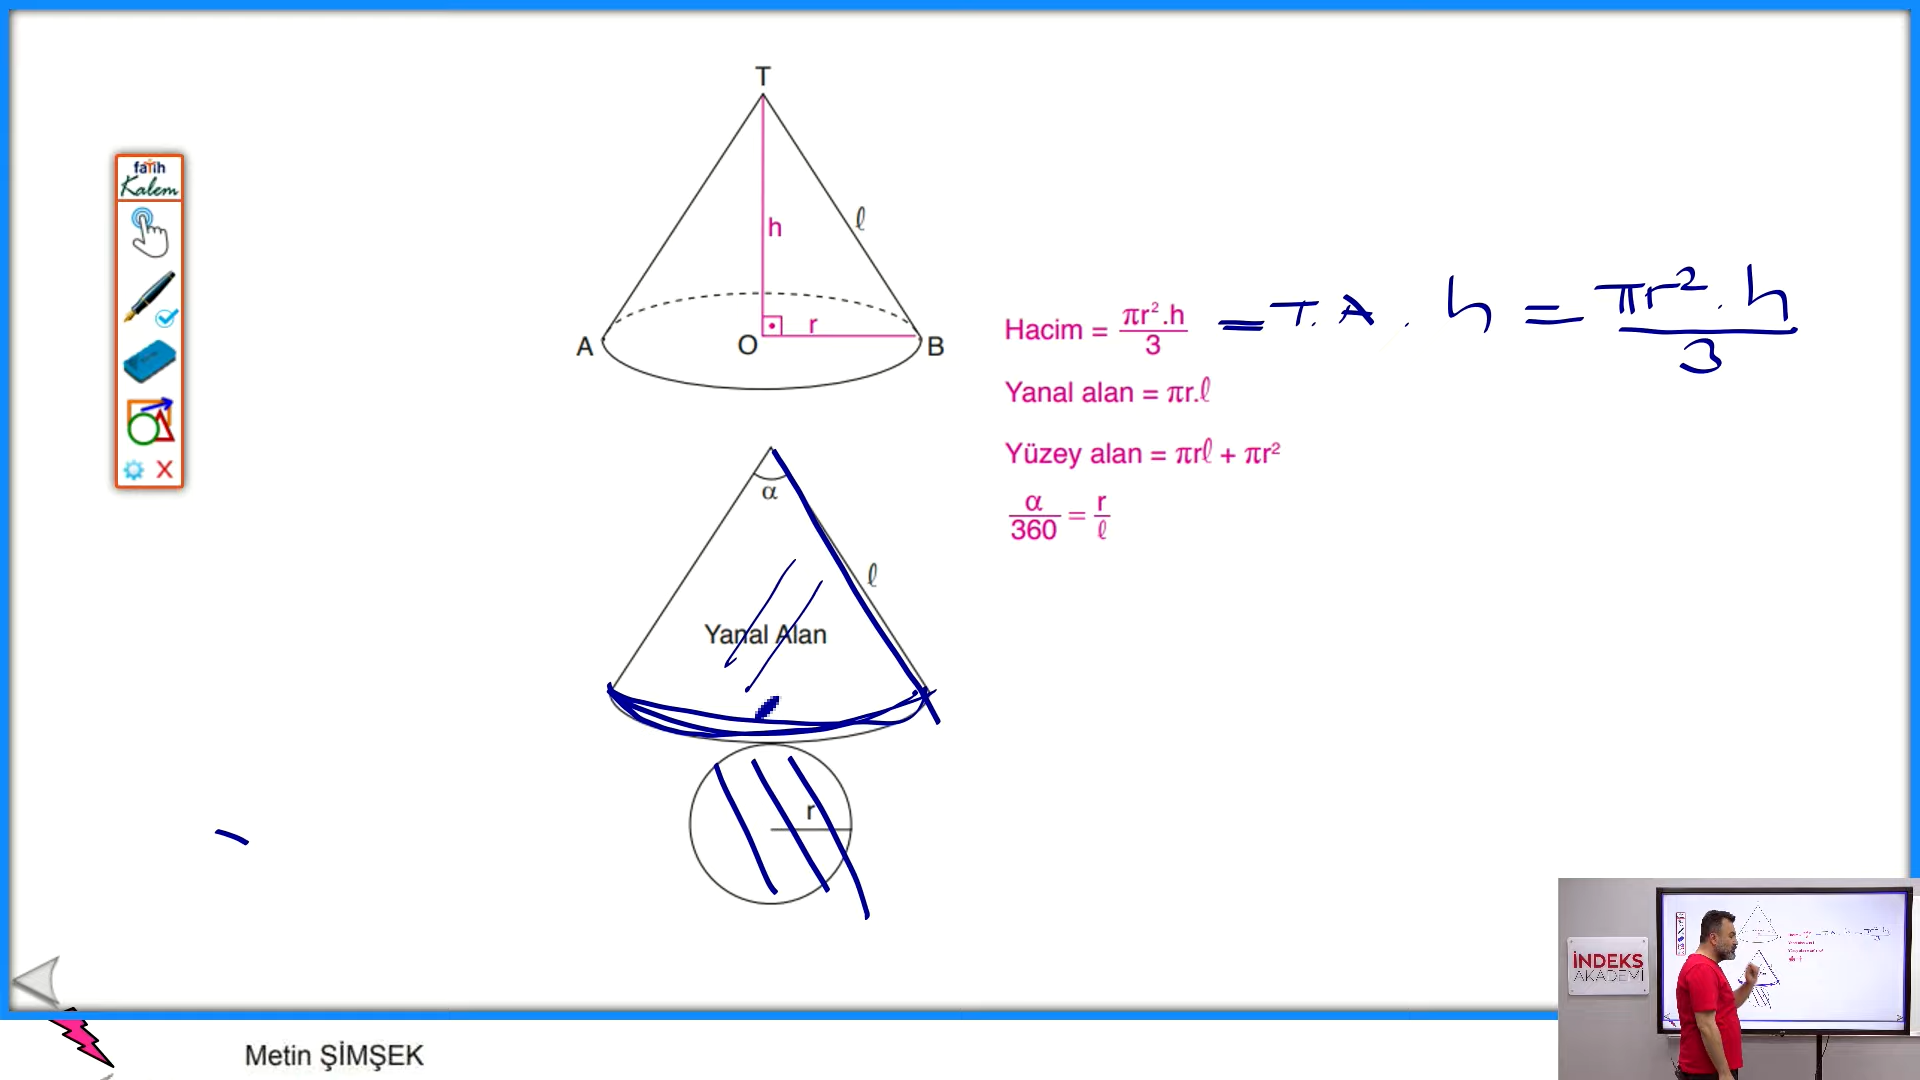 T
fatih
Kalem
h
ℓ
r
A
O
B
Hacim = πr².h / 3 = T.A. h = πr².h / 3
Yanal alan = πr.ℓ
Yüzey alan = πrℓ + πr²
α/360 = r/ℓ
α
ℓ
Yanal Alan
r
İNDEKS
AKADEMİ
Metin ŞİMŞEK